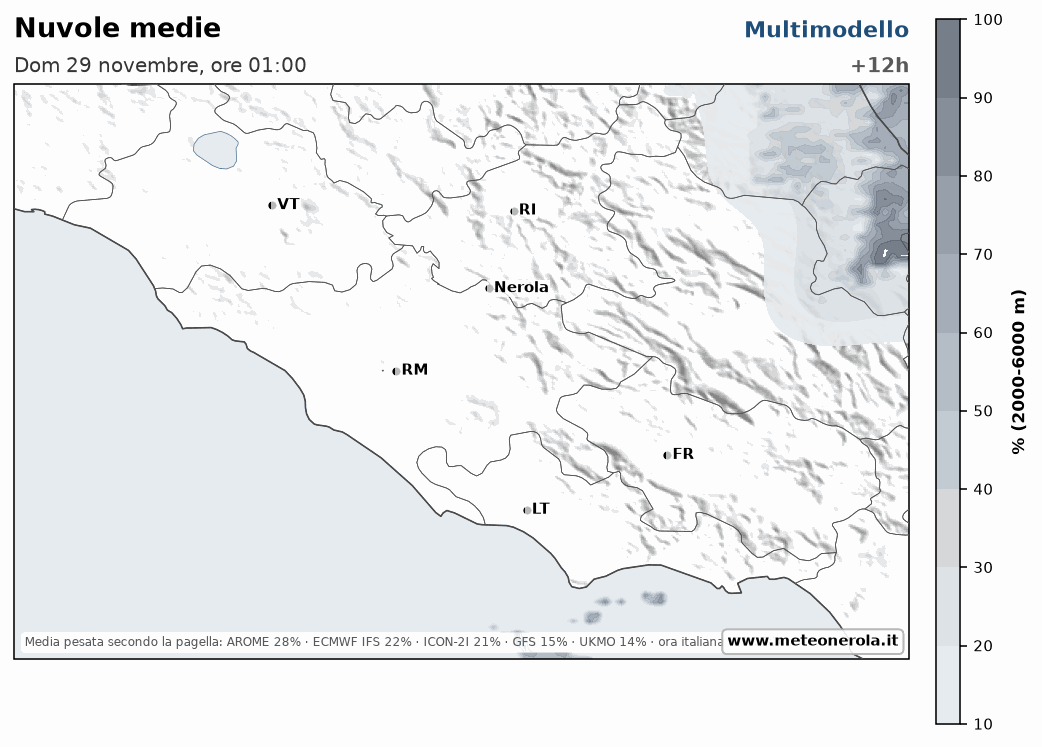 Nuvole medie
Multimodello
Dom 29 novembre, ore 01:00
+12h
100
90
80
70
60
50
40
30
20
10
% (2000-6000 m)
VT
RI
Nerola
RM
FR
LT
Media pesata secondo la pagella: AROME 28% · ECMWF IFS 22% · ICON-2I 21% · GFS 15% · UKMO 14% · ora italiana
www.meteonerola.it